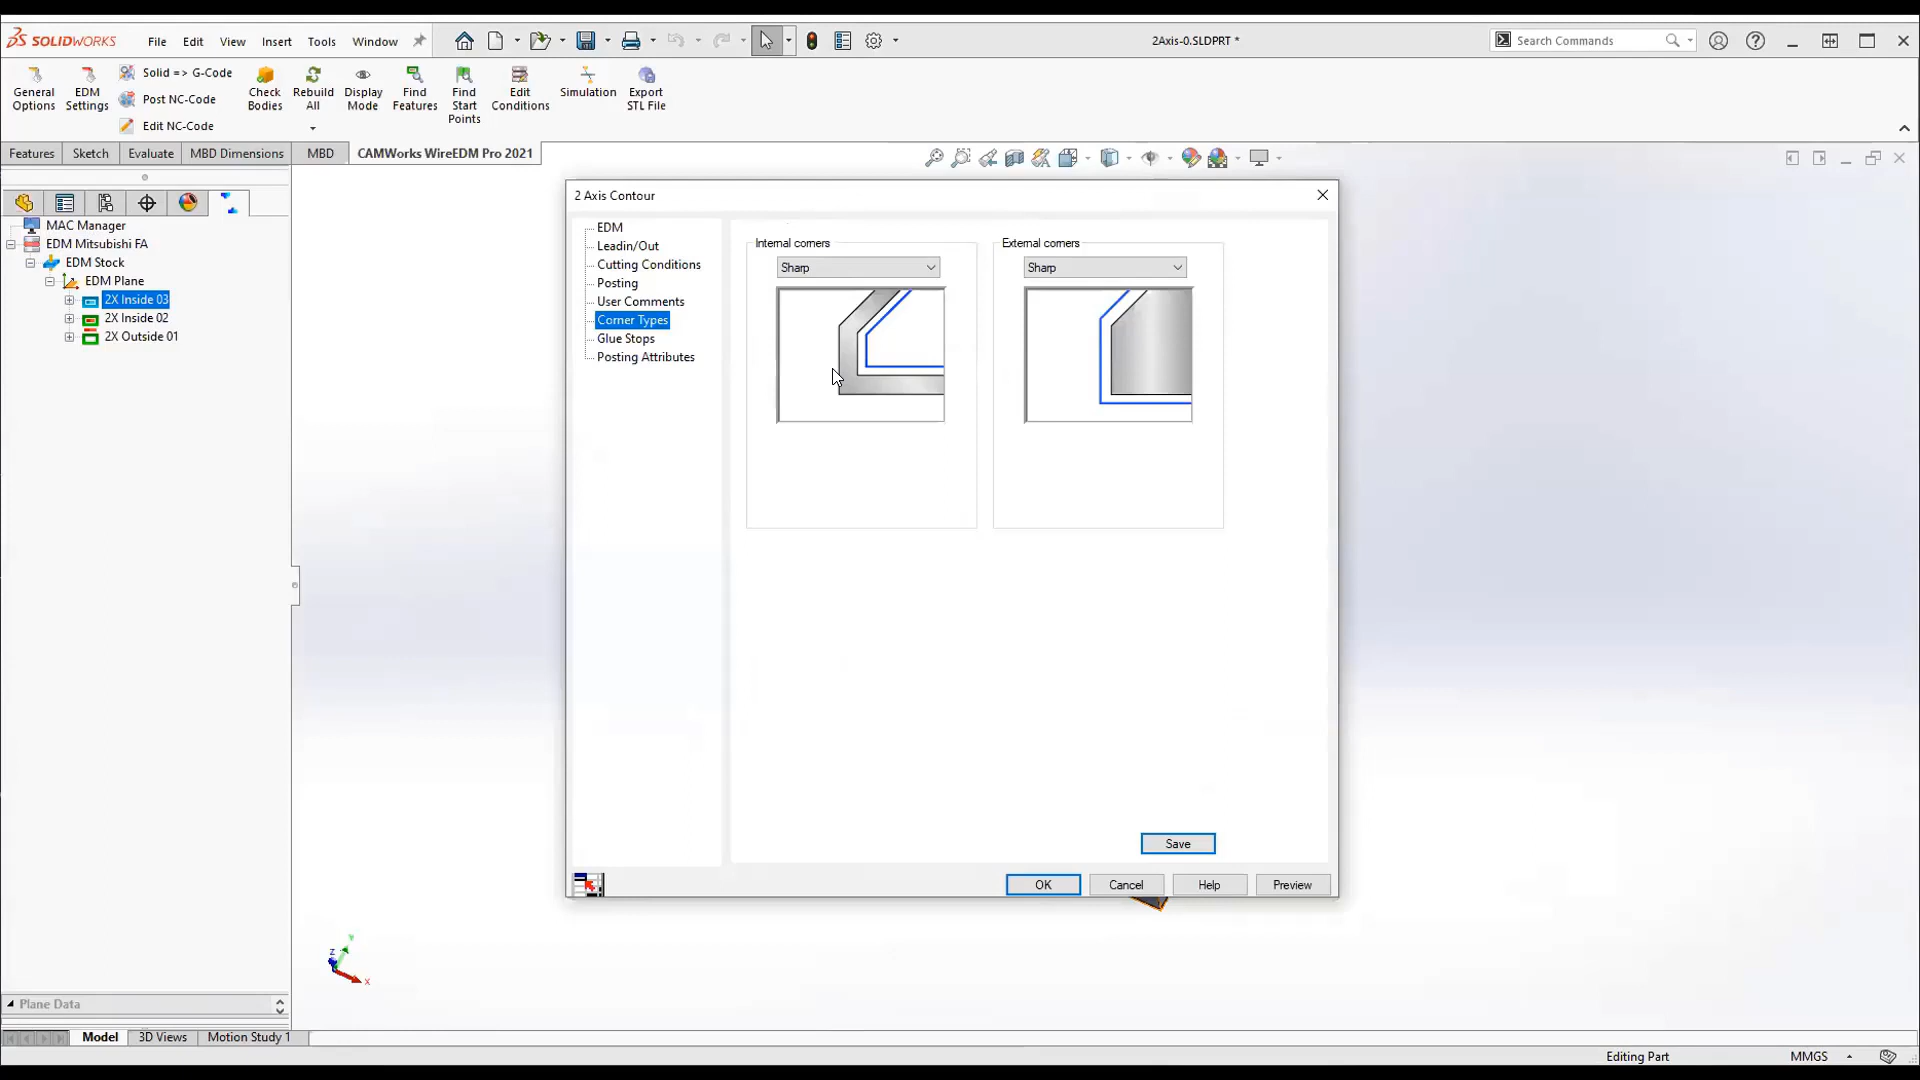 SOLIDWORKS File Edit View Insert Tools Window 2Axis-0.SLDPRT * Search Commands
General Options
EDM Settings
Solid => G-Code
Post NC-Code
Edit NC-Code
Check Bodies
Rebuild All
Display Mode
Find Features
Find Start Points
Edit Conditions
Simulation
Export STL File
Features Sketch Evaluate MBD Dimensions MBD CAMWorks WireEDM Pro 2021
MAC Manager
EDM Mitsubishi FA
EDM Stock
EDM Plane
2X Inside 03
2X Inside 02
2X Outside 01
2 Axis Contour
EDM
Leadin/Out
Cutting Conditions
Posting
User Comments
Corner Types
Glue Stops
Posting Attributes
Internal corners
Sharp
External corners
Sharp
Save
OK Cancel Help Preview
Y
Z
X
Plane Data
Model 3D Views Motion Study 1
Editing Part MMGS